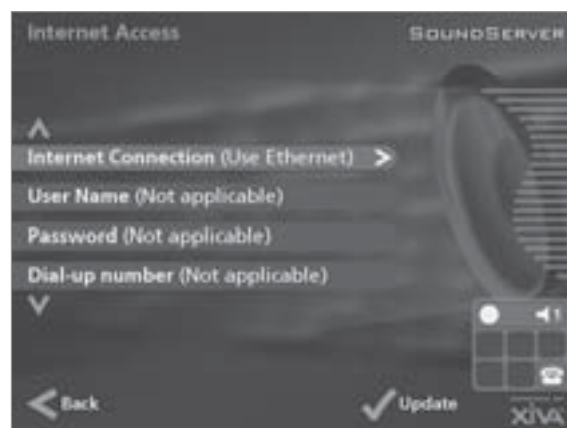 Internet Access
SOUNDSERVER
Internet Connection (Use Ethernet) >
User Name (Not applicable)
Password (Not applicable)
Dial-up number (Not applicable)
1
Back
Update
XiVA